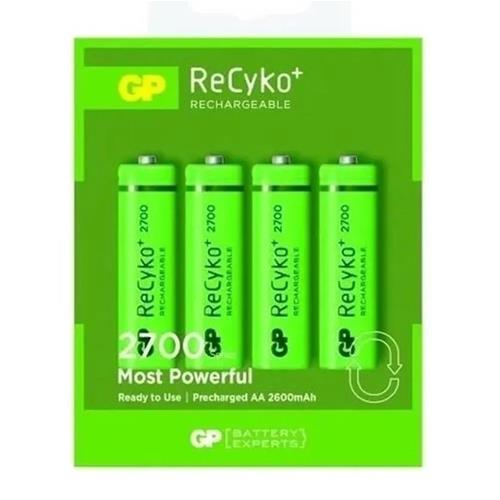 GP
ReCyko+
RECHARGEABLE
ReCyko+ 2700
RECHARGEABLE
GP
ReCyko+ 2700
RECHARGEABLE
GP
ReCyko+ 2700
RECHARGEABLE
GP
ReCyko+ 2700
RECHARGEABLE
GP
2700 Series
Most Powerful
Ready to Use | Precharged AA 2600mAh
GP [BATTERY
EXPERTS]